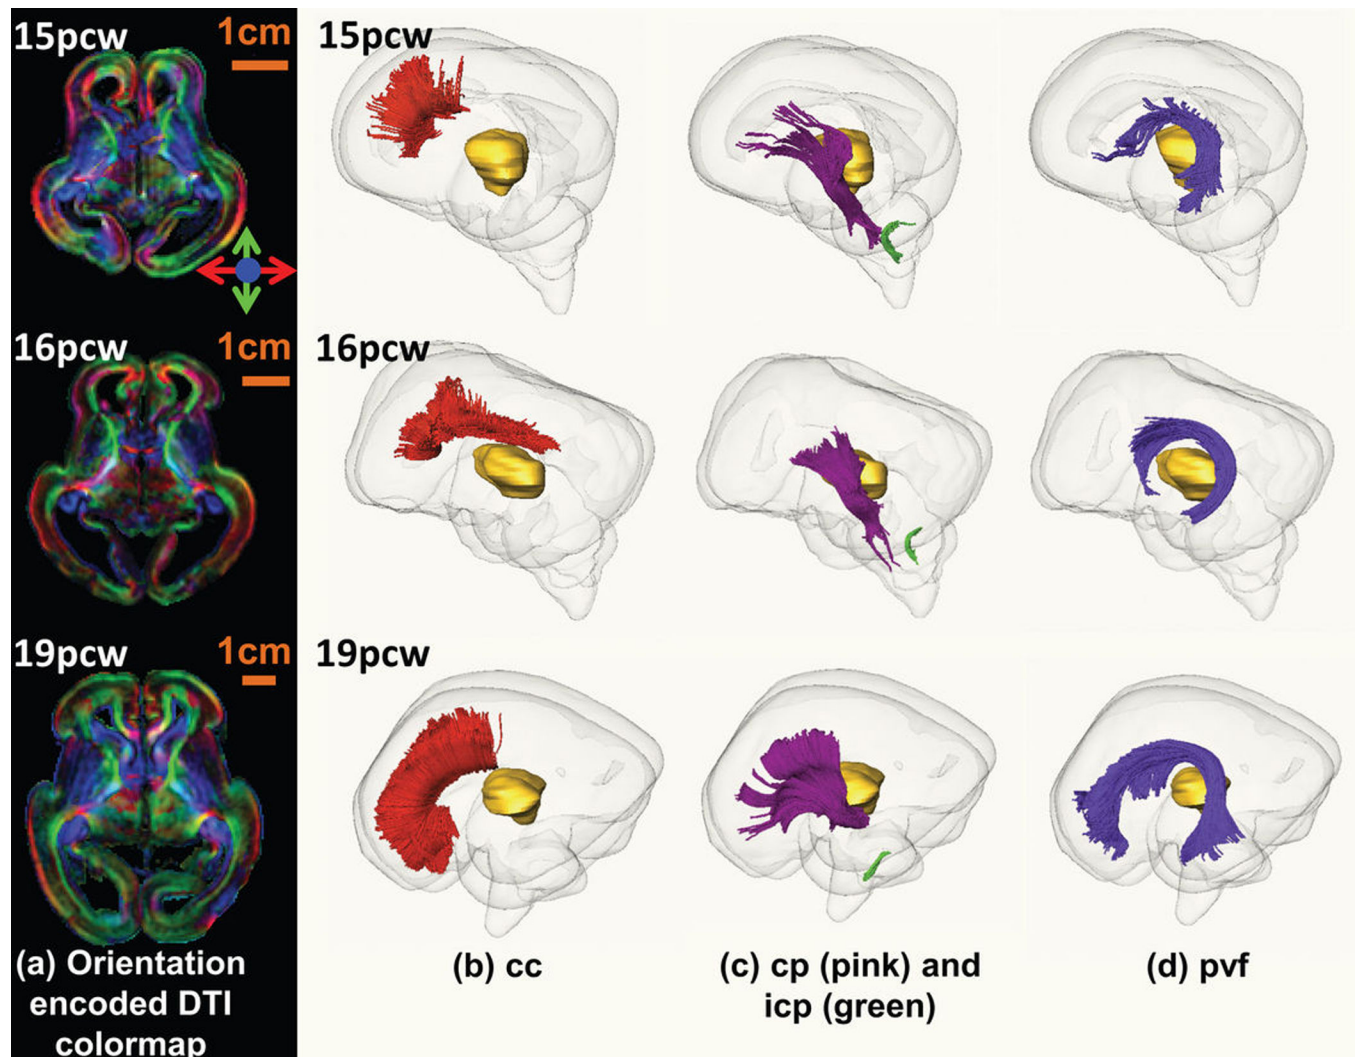 15pcw 1cm
15pcw
16pcw 1cm
16pcw
19pcw 1cm
19pcw
(a) Orientation
encoded DTI
colormap
(b) cc
(c) cp (pink) and
icp (green)
(d) pvf